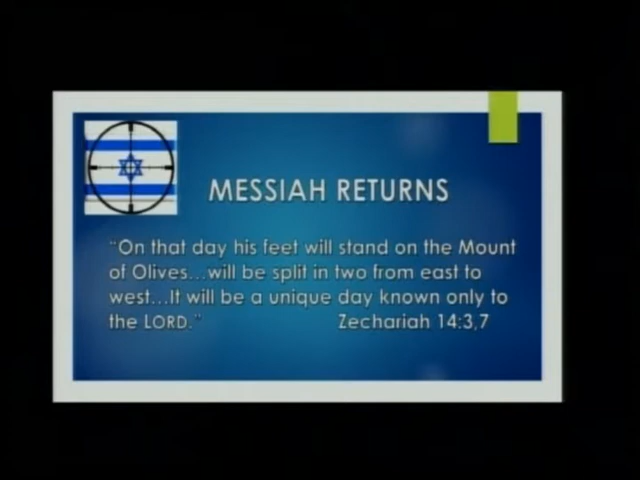 MESSIAH RETURNS
"On that day his feet will stand on the Mount
of Olives...will be split in two from east to
west...It will be a unique day known only to
the LORD." Zechariah 14:3,7